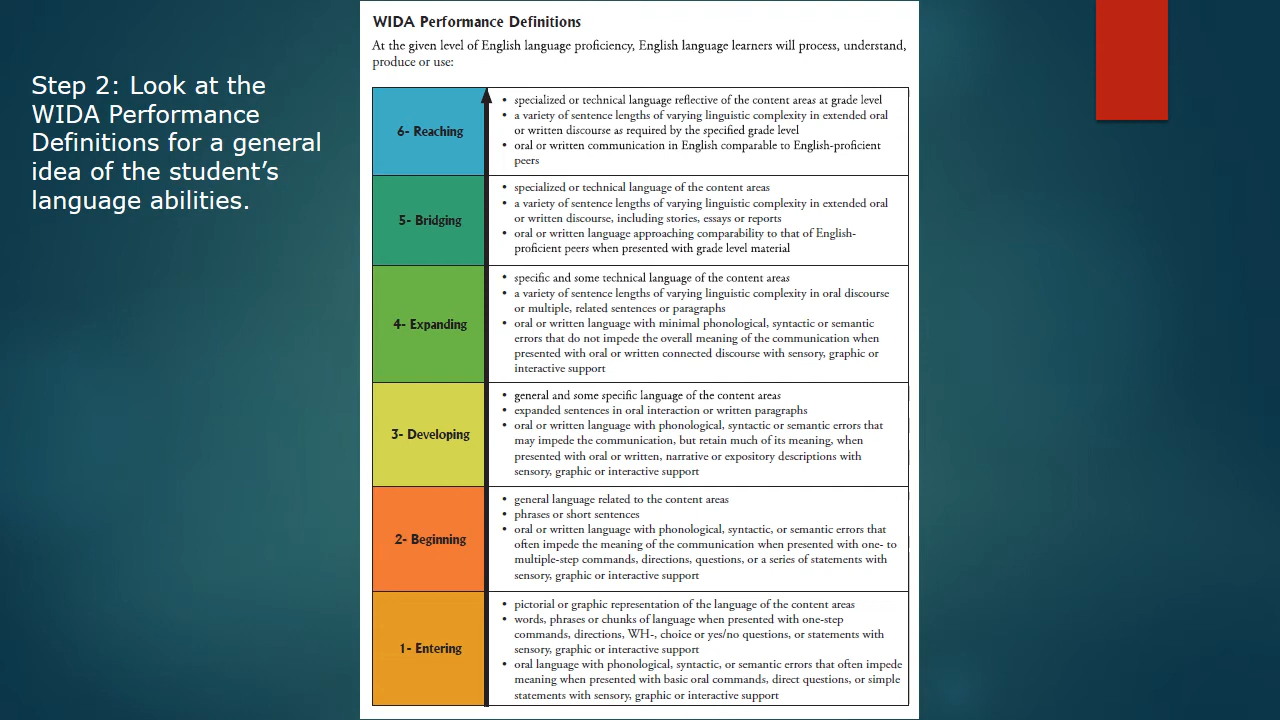 Step 2: Look at the
WIDA Performance
Definitions for a general
idea of the student’s
language abilities.
WIDA Performance Definitions
At the given level of English language proficiency, English language learners will process, understand,
produce or use:
6- Reaching
• specialized or technical language reflective of the content areas at grade level
• a variety of sentence lengths of varying linguistic complexity in extended oral
or written discourse as required by the specified grade level
• oral or written communication in English comparable to English-proficient
peers
5- Bridging
• specialized or technical language of the content areas
• a variety of sentence lengths of varying linguistic complexity in extended oral
or written discourse, including stories, essays or reports
• oral or written language approaching comparability to that of English-
proficient peers when presented with grade level material
4- Expanding
• specific and some technical language of the content areas
• a variety of sentence lengths of varying linguistic complexity in oral discourse
or multiple, related sentences or paragraphs
• oral or written language with minimal phonological, syntactic or semantic
errors that do not impede the overall meaning of the communication when
presented with oral or written connected discourse with sensory, graphic or
interactive support
3- Developing
• general and some specific language of the content areas
• expanded sentences in oral interaction or written paragraphs
• oral or written language with phonological, syntactic or semantic errors that
may impede the communication, but retain much of its meaning, when
presented with oral or written, narrative or expository descriptions with
sensory, graphic or interactive support
2- Beginning
• general language related to the content areas
• phrases or short sentences
• oral or written language with phonological, syntactic, or semantic errors that
often impede the meaning of the communication when presented with one- to
multiple-step commands, directions, questions, or a series of statements with
sensory, graphic or interactive support
1- Entering
• pictorial or graphic representation of the language of the content areas
• words, phrases or chunks of language when presented with one-step
commands, directions, WH-, choice or yes/no questions, or statements with
sensory, graphic or interactive support
• oral language with phonological, syntactic, or semantic errors that often impede
meaning when presented with basic oral commands, direct questions, or simple
statements with sensory, graphic or interactive support